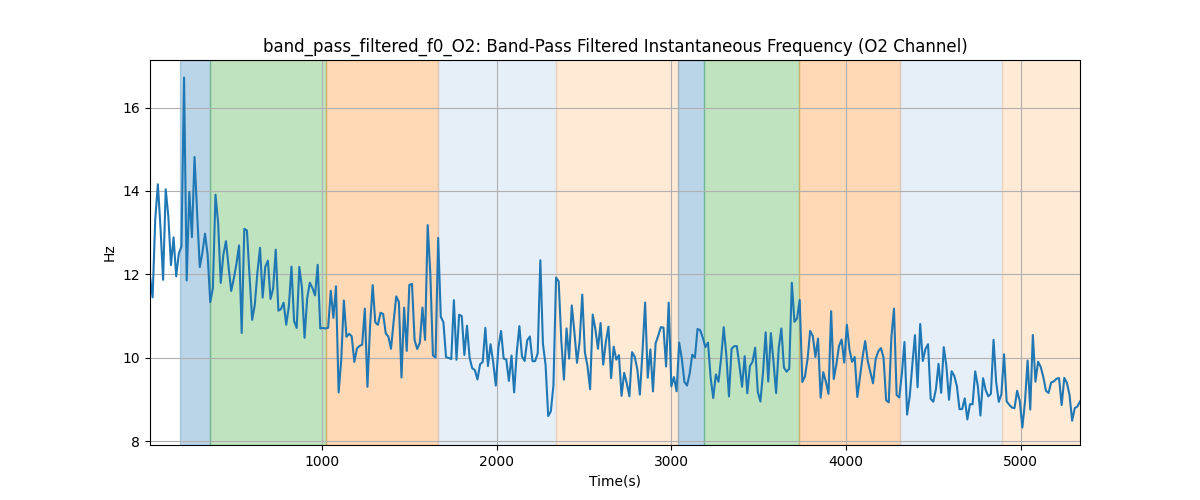 band_pass_filtered_f0_O2: Band-Pass Filtered Instantaneous Frequency (O2 Channel)
16
14
12
10
8
Hz
1000 2000 3000 4000 5000
Time(s)